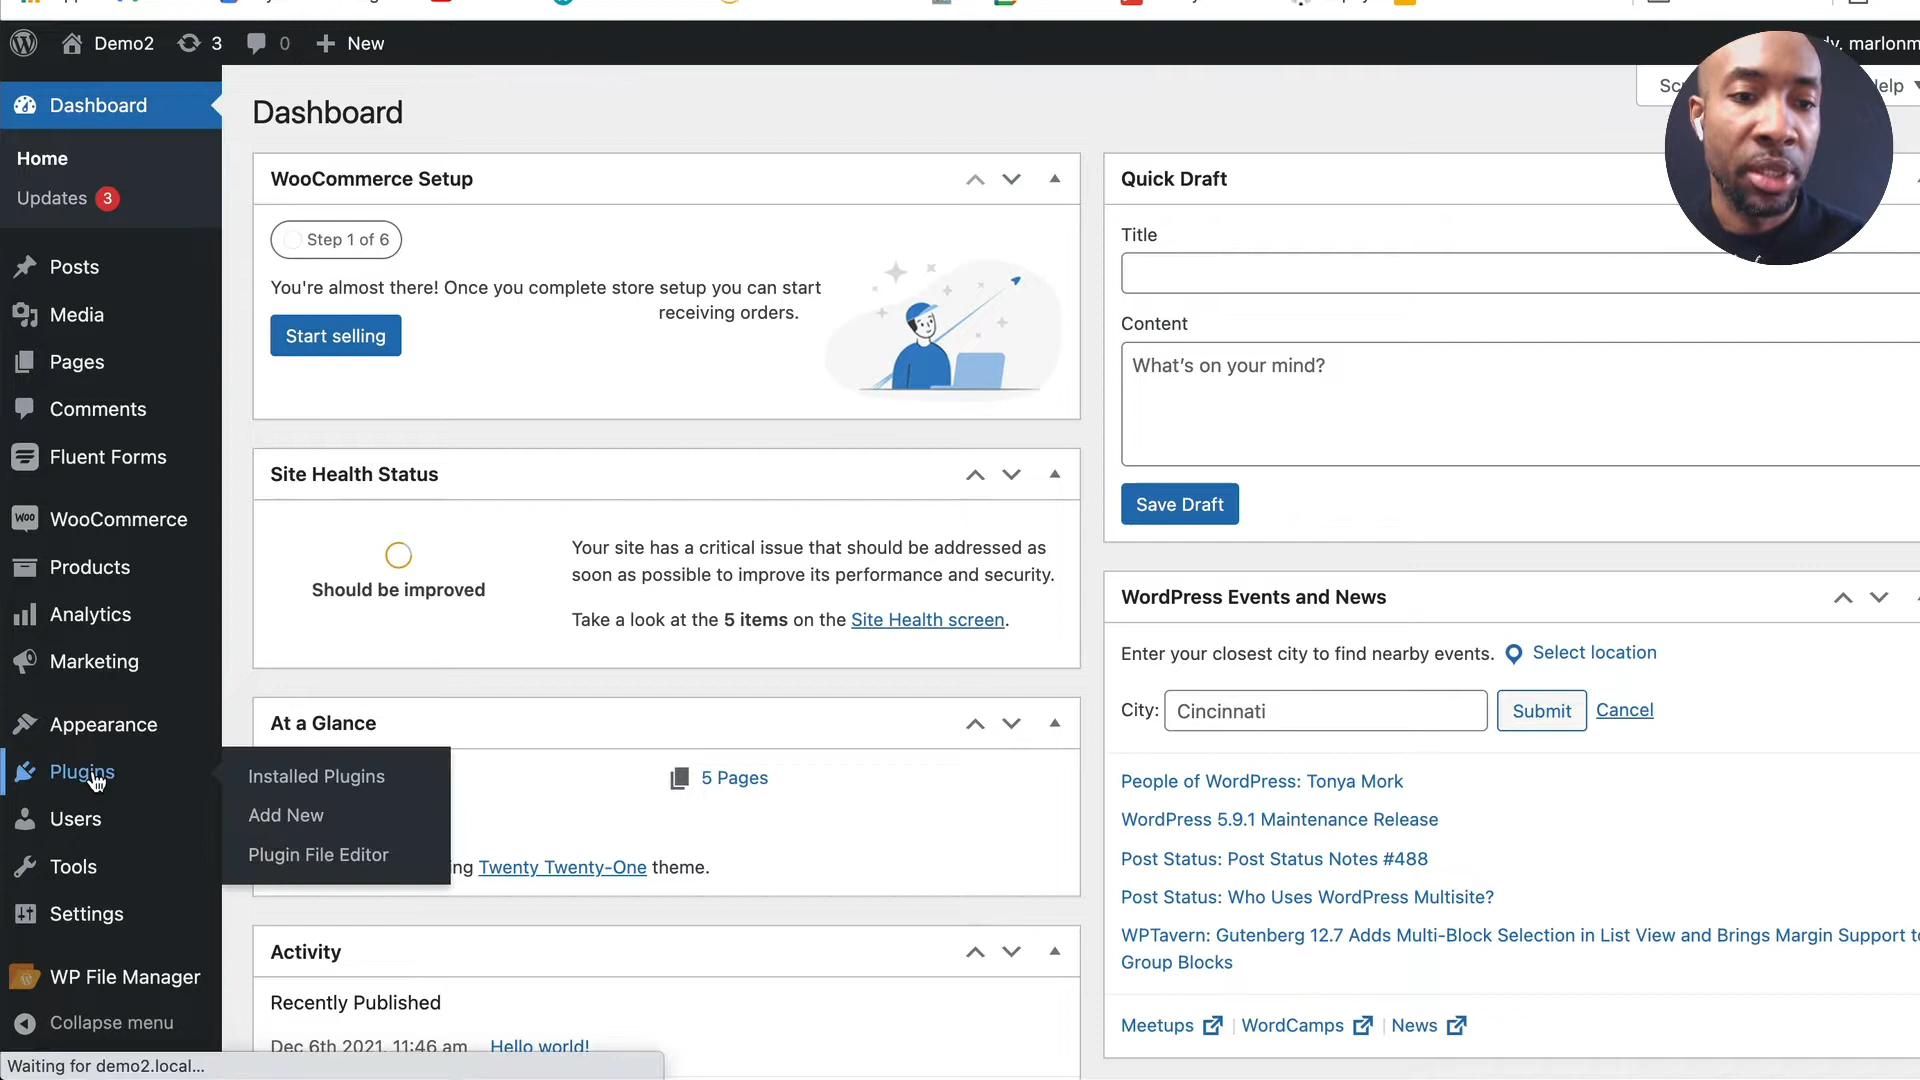 Demo2 3 0 New
marlonm
Dashboard
Home
Updates 3
Posts
Media
Pages
Comments
Fluent Forms
WooCommerce
Products
Analytics
Marketing
Appearance
Plugins
Users
Tools
Settings
WP File Manager
Collapse menu
Waiting for demo2.local...
Installed Plugins
Add New
Plugin File Editor
Dashboard
WooCommerce Setup
Step 1 of 6
You're almost there! Once you complete store setup you can start
receiving orders.
Start selling
Site Health Status
Should be improved
Your site has a critical issue that should be addressed as
soon as possible to improve its performance and security.
Take a look at the 5 items on the Site Health screen.
At a Glance
5 Pages
ng Twenty Twenty-One theme.
Activity
Recently Published
Dec 6th 2021, 11:46 am Hello world!
Quick Draft
Title
Content
What's on your mind?
Save Draft
WordPress Events and News
Enter your closest city to find nearby events. Select location
City: Cincinnati Submit Cancel
People of WordPress: Tonya Mork
WordPress 5.9.1 Maintenance Release
Post Status: Post Status Notes #488
Post Status: Who Uses WordPress Multisite?
WPTavern: Gutenberg 12.7 Adds Multi-Block Selection in List View and Brings Margin Support to
Group Blocks
Meetups | WordCamps | News